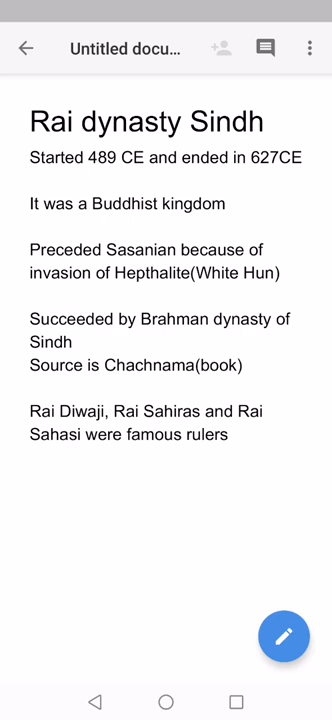 Untitled docu...
Rai dynasty Sindh
Started 489 CE and ended in 627CE
It was a Buddhist kingdom
Preceded Sasanian because of
invasion of Hepthalite(White Hun)
Succeeded by Brahman dynasty of
Sindh
Source is Chachnama(book)
Rai Diwaji, Rai Sahiras and Rai
Sahasi were famous rulers